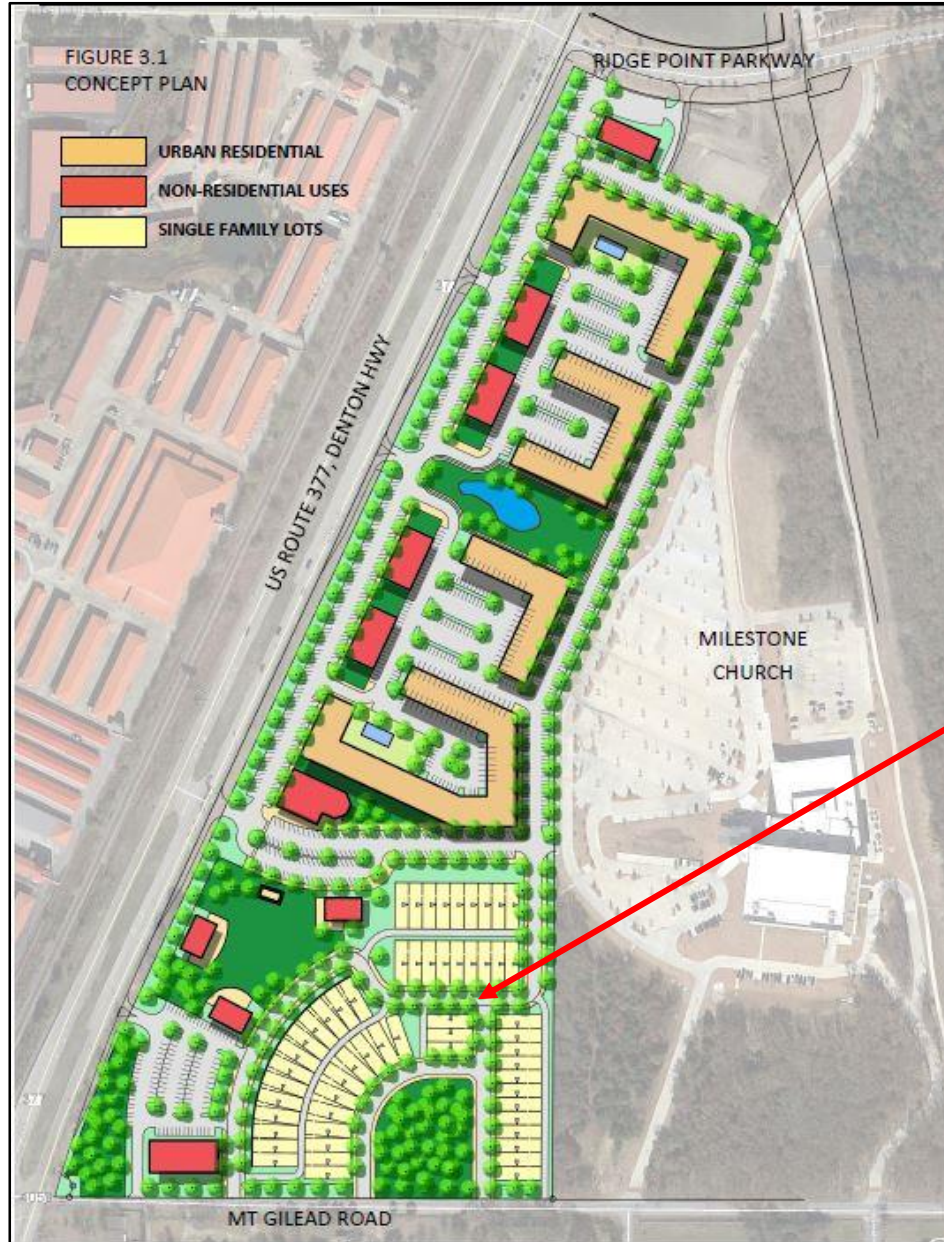 FIGURE 3.1
CONCEPT PLAN
RIDGE POINT PARKWAY
URBAN RESIDENTIAL
NON-RESIDENTIAL USES
SINGLE FAMILY LOTS
US ROUTE 377, DENTON HWY
MILESTONE
CHURCH
MT GILEAD ROAD